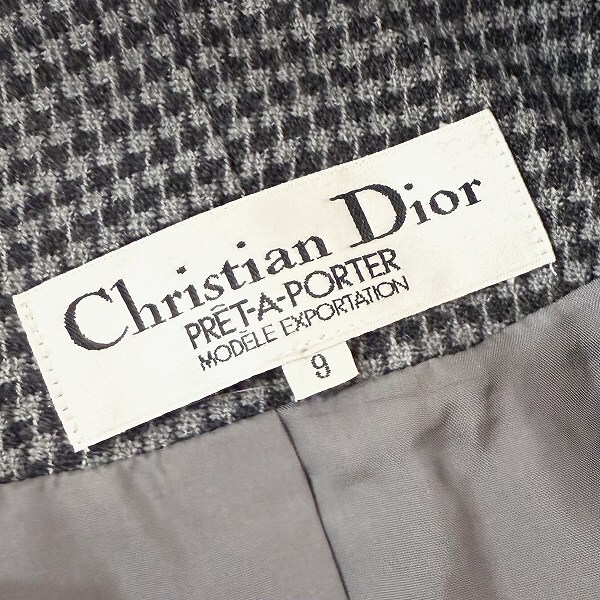 Christian Dior
PRÊT-A-PORTER
MODÈLE EXPORTATION
9